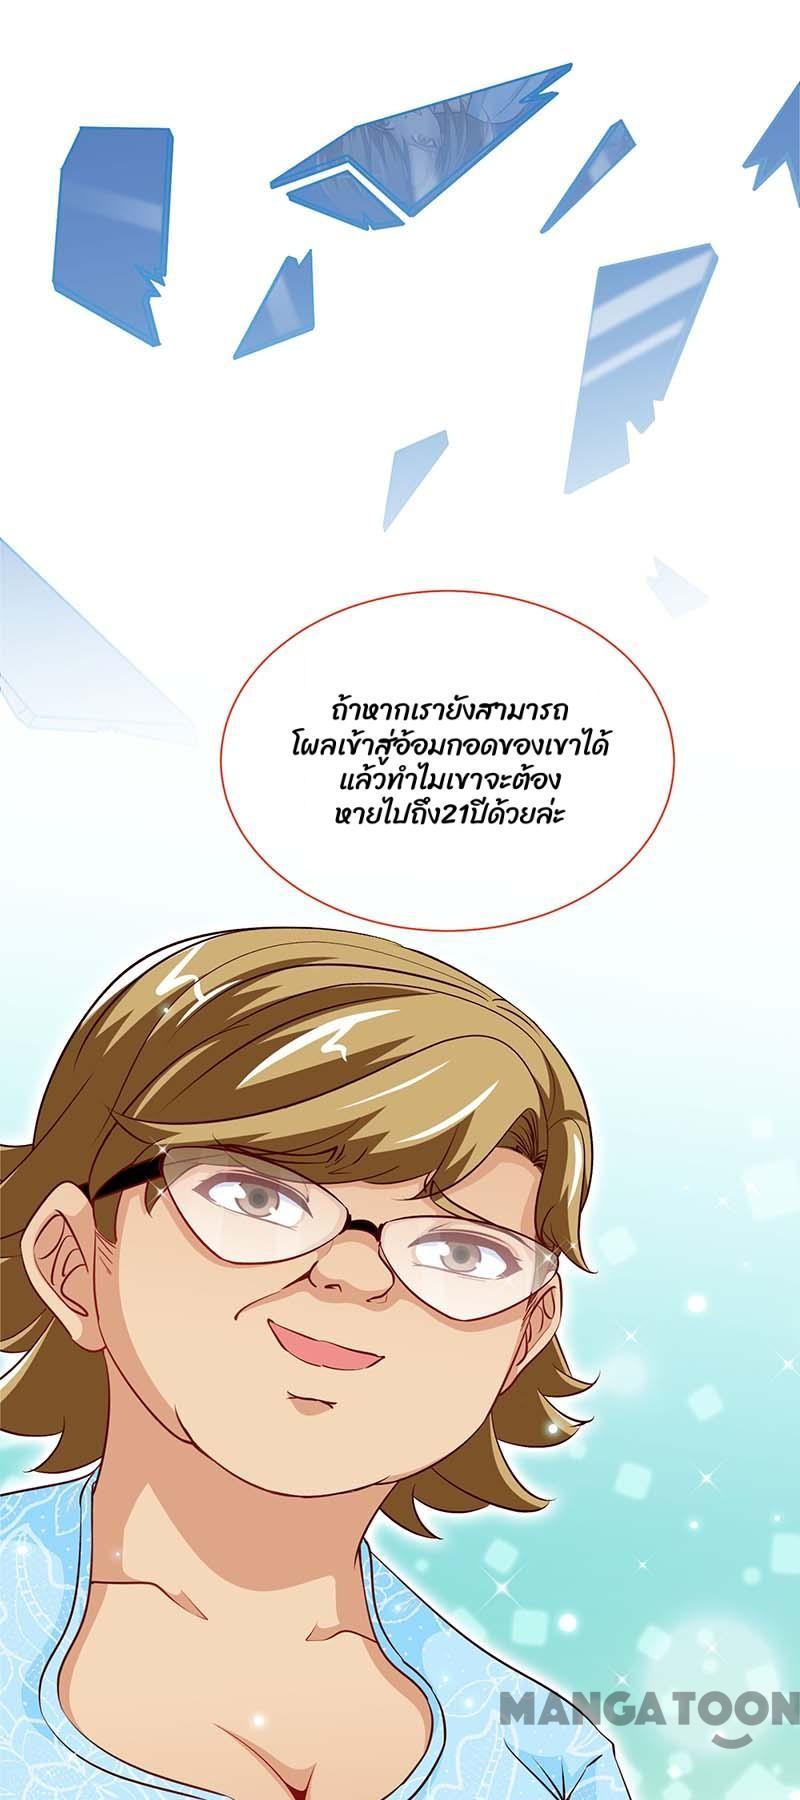 ถ้าหากเรายังสามารถ
โผลเข้าสู่อ้อมกอดของเขาได้
แล้วทำไมเขาจะต้อง
หายไปถึง21ปีด้วยล่ะ
MANGATOON